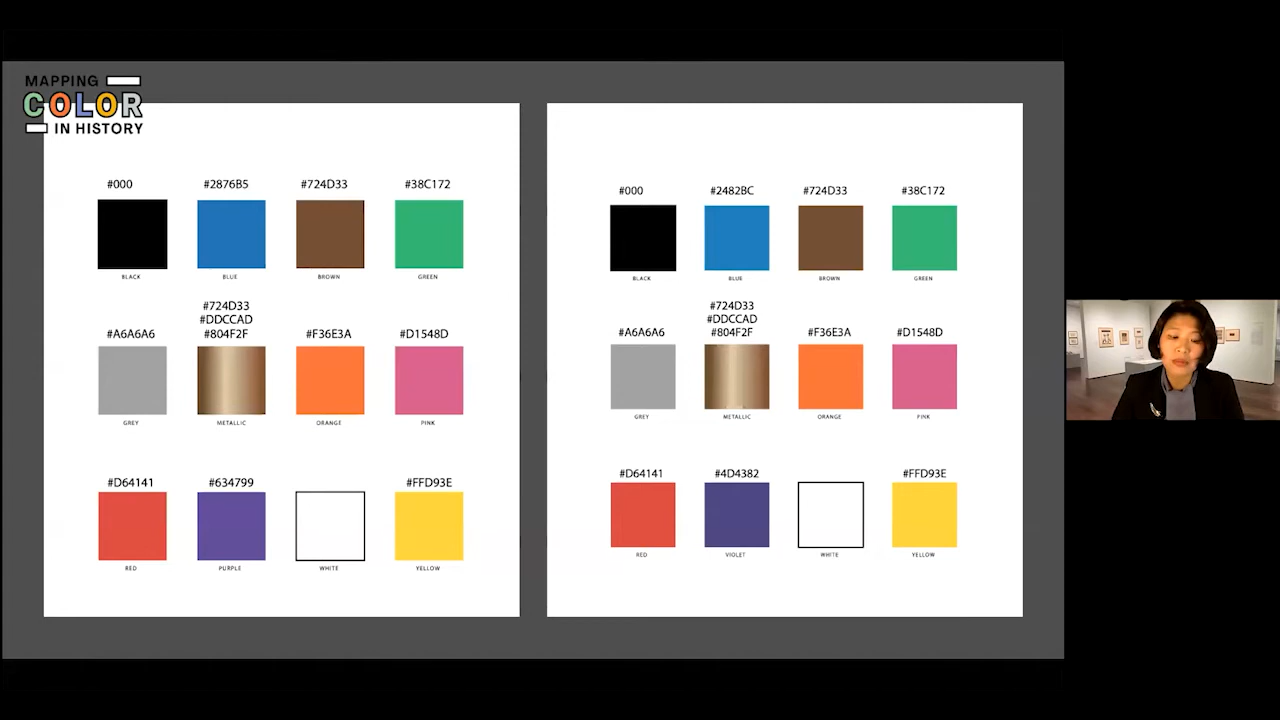 MAPPING
COLOR
IN HISTORY
#000 #2876B5 #724D33 #38C172
BLACK BLUE BROWN GREEN
#724D33
#DDCCAD
#A6A6A6 #804F2F #F36E3A #D1548D
GREY METALLIC ORANGE PINK
#D64141 #634799 #FFD93E
RED PURPLE WHITE YELLOW
#000 #2482BC #724D33 #38C172
BLACK BLUE BROWN GREEN
#724D33
#DDCCAD
#A6A6A6 #804F2F #F36E3A #D1548D
GREY METALLIC ORANGE PINK
#D64141 #4D4382 #FFD93E
RED VIOLET WHITE YELLOW